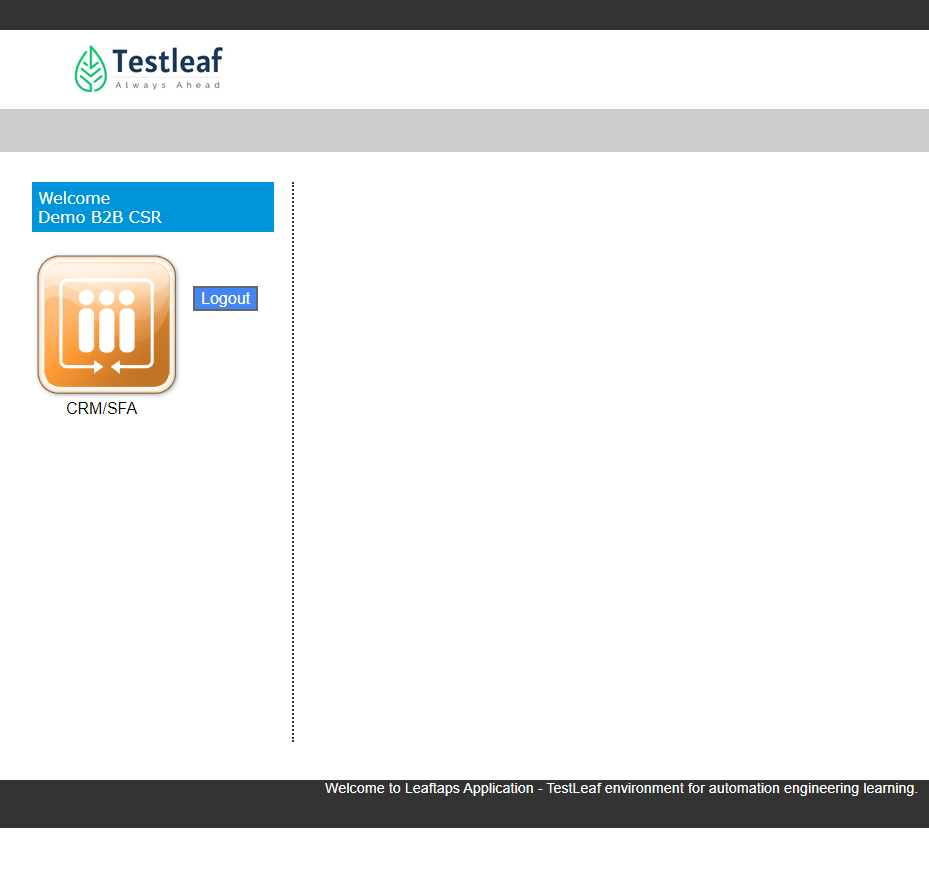 Testleaf
Always Ahead
Welcome
Demo B2B CSR
Logout
CRM/SFA
Welcome to Leaftaps Application - TestLeaf environment for automation engineering learning.